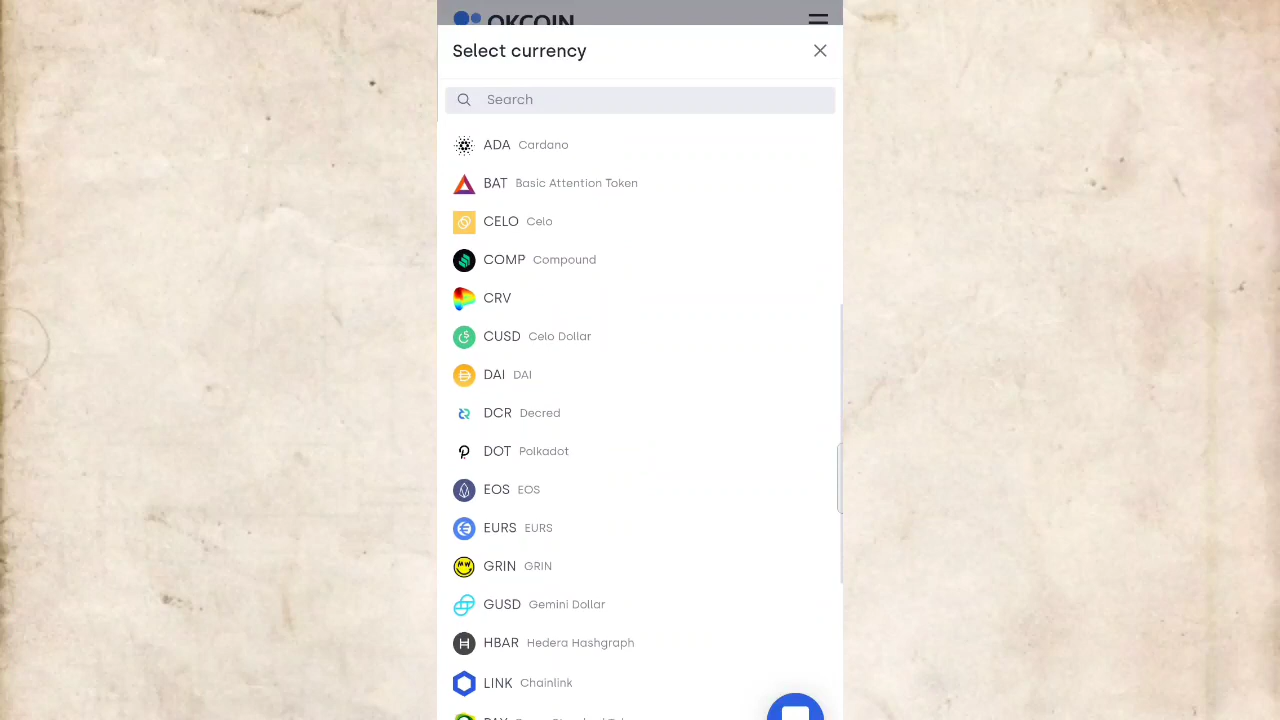 OKCOIN
Select currency
Search
ADA Cardano
BAT Basic Attention Token
CELO Celo
COMP Compound
CRV
CUSD Celo Dollar
DAI DAI
DCR Decred
DOT Polkadot
EOS EOS
EURS EURS
GRIN GRIN
GUSD Gemini Dollar
HBAR Hedera Hashgraph
LINK Chainlink